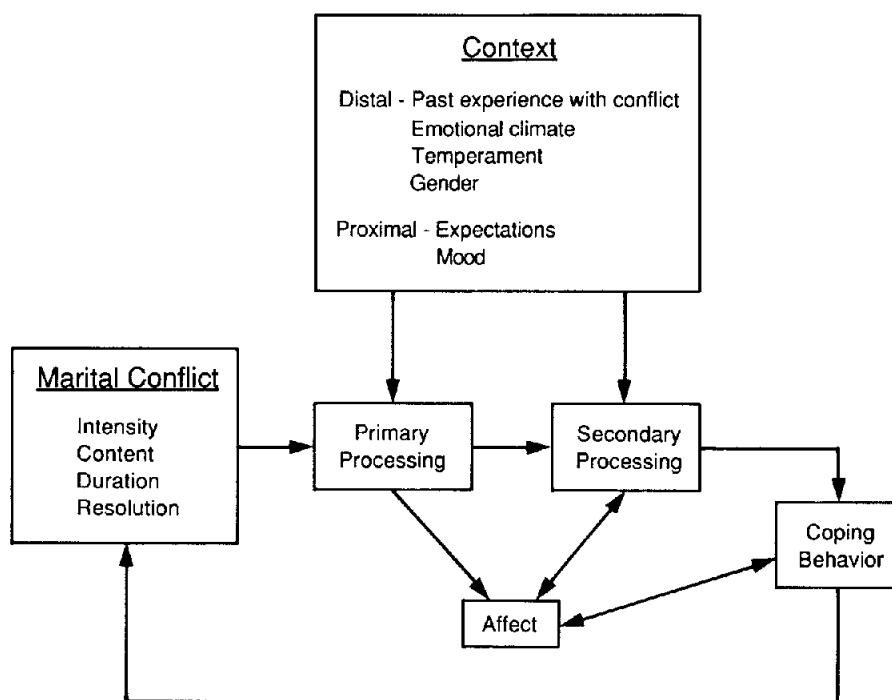 Context
Distal - Past experience with conflict
Emotional climate
Temperament
Gender
Proximal - Expectations
Mood
Marital Conflict
Intensity
Content
Duration
Resolution
Primary
Processing
Secondary
Processing
Coping
Behavior
Affect